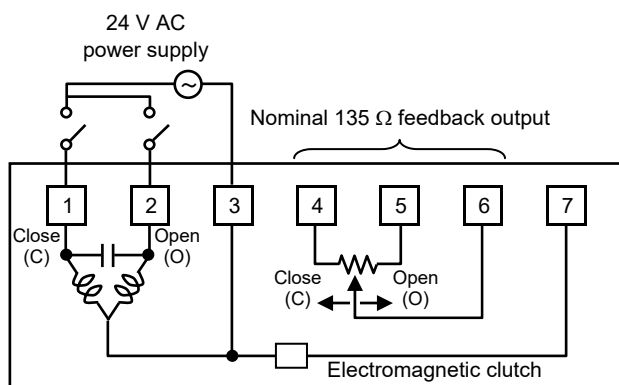 24 V AC
power supply
~
Nominal 135 Ω feedback output
1 2 3 4 5 6 7
Close
(C)
Open
(O)
Close
(C)
Open
(O)
Electromagnetic clutch